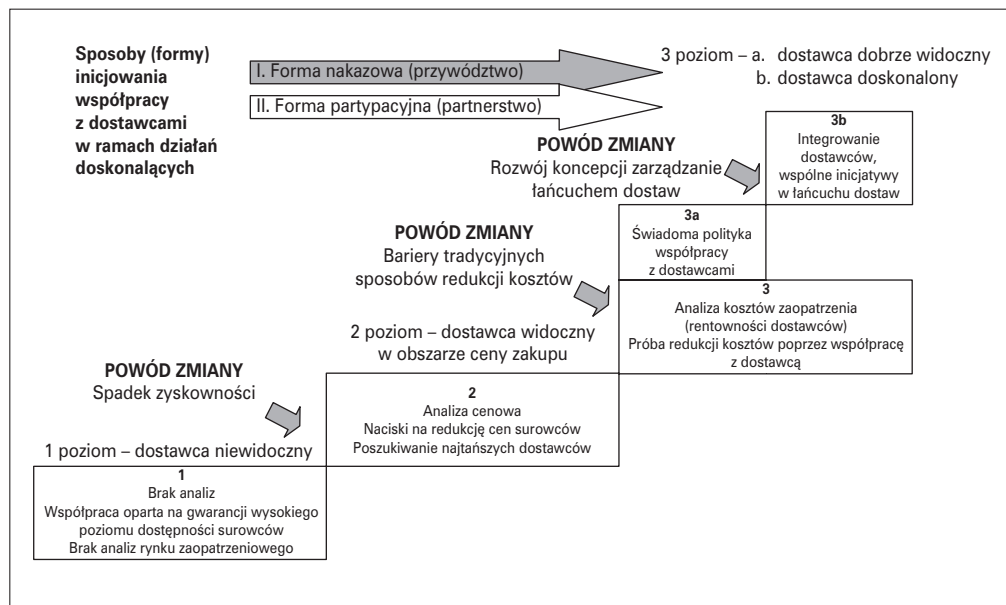 Sposoby (formy)
inicjowania
współpracy
z dostawcami
w ramach działań
doskonalących
I. Forma nakazowa (przywództwo)
II. Forma partypacyjna (partnerstwo)
3 poziom – a. dostawca dobrze widoczny
b. dostawca doskonalony
POWÓD ZMIANY
Rozwój koncepcji zarządzanie
łańcuchem dostaw
3b
Integrowanie
dostawców,
wspólne inicjatywy
w łańcuchu dostaw
POWÓD ZMIANY
Bariery tradycyjnych
sposobów redukcji kosztów
3a
Świadoma polityka
współpracy
z dostawcami
2 poziom – dostawca widoczny
w obszarze ceny zakupu
3
Analiza kosztów zaopatrzenia
(rentowności dostawców)
Próba redukcji kosztów poprzez współpracę
z dostawcą
POWÓD ZMIANY
Spadek zyskowności
2
Analiza cenowa
Naciski na redukcję cen surowców
Poszukiwanie najtańszych dostawców
1 poziom – dostawca niewidoczny
1
Brak analiz
Współpraca oparta na gwarancji wysokiego
poziomu dostępności surowców
Brak analiz rynku zaopatrzeniowego